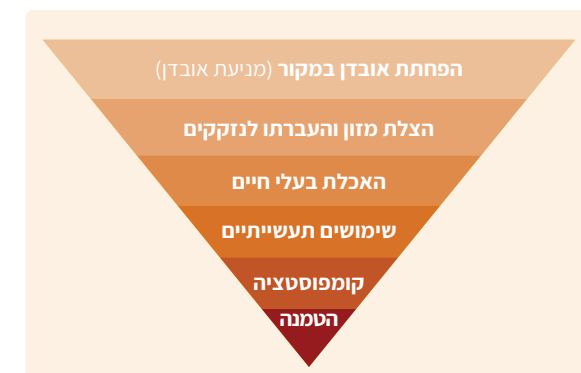 הפחתת אובדן במקור (מניעת אובדן)
הצלת מזון והעברתו לנזקקים
האכלת בעלי חיים
שימושים תעשייתיים
קומפוסטציה
הטמנה